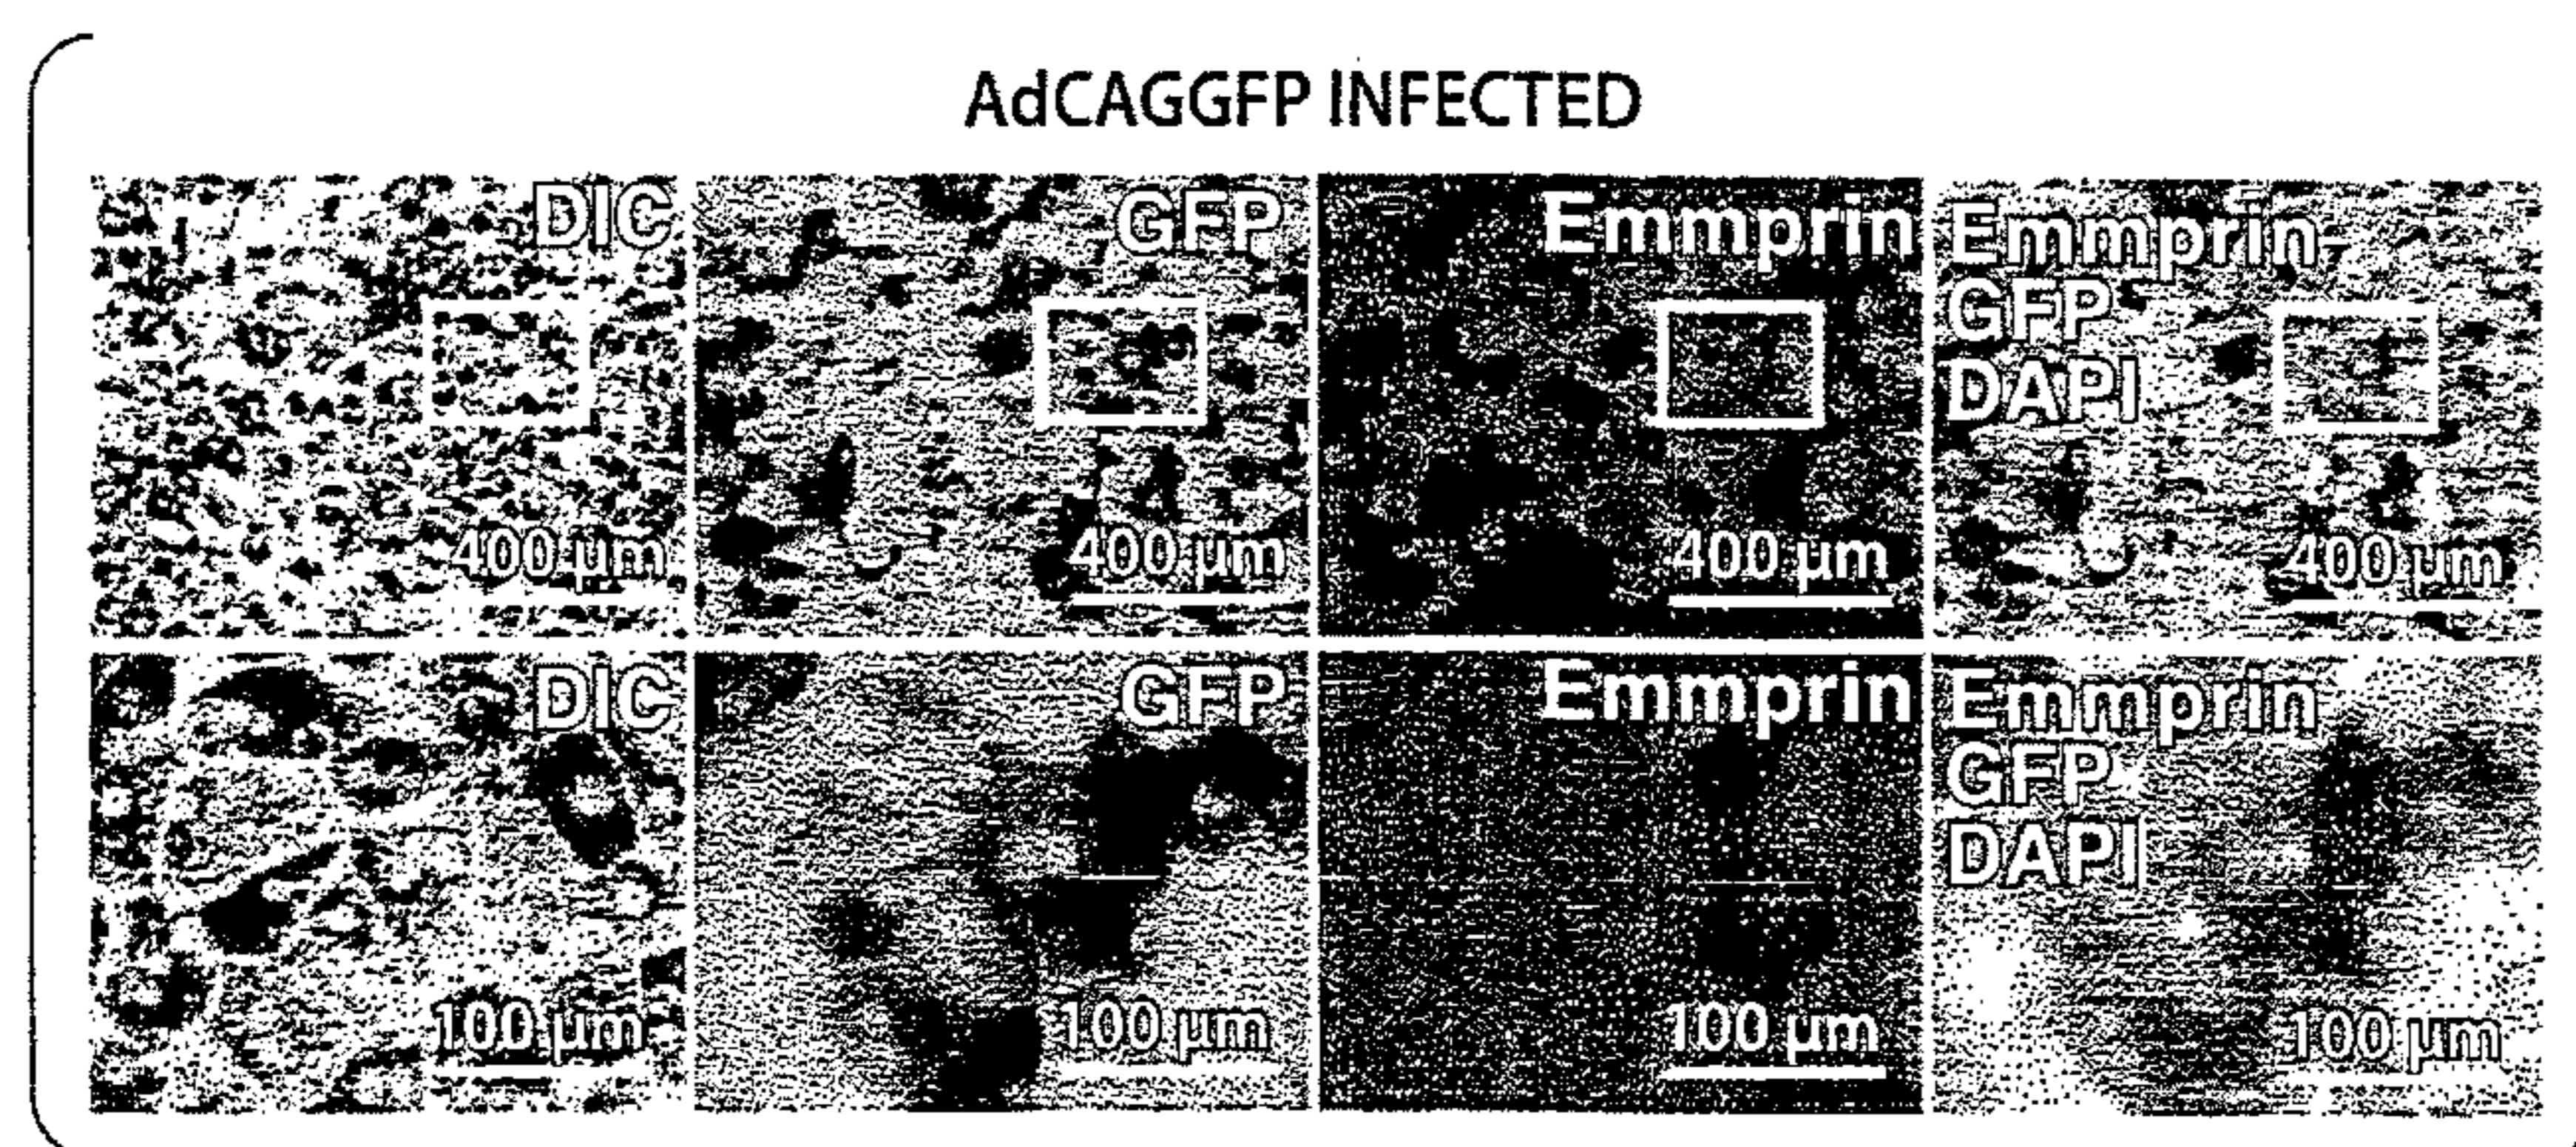 AdCAGGFP INFECTED
DIC
400 µm
GFP
400 µm
Emmprin
400 µm
Emmprin
GFP
DAPI
400 µm
DIC
100 µm
GFP
100 µm
Emmprin
100 µm
Emmprin
GFP
DAPI
100 µm